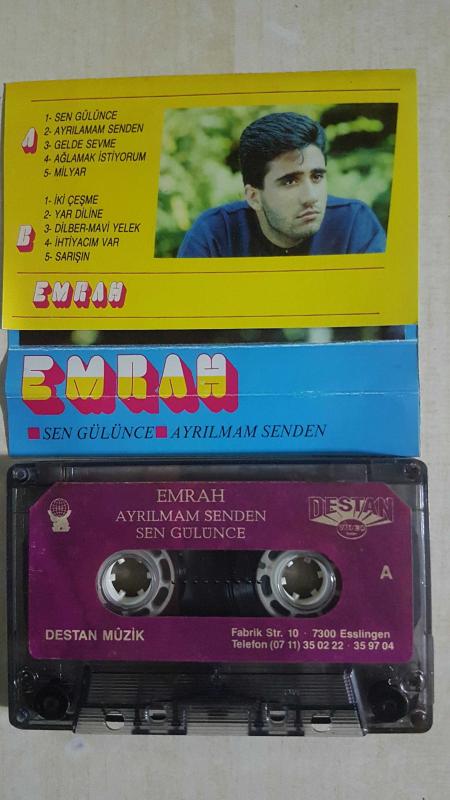 A
1- SEN GÜLÜNCE
2- AYRILAMAM SENDEN
3- GELDE SEVME
4- AĞLAMAK İSTİYORUM
5- MİLYAR
B
1- İKİ ÇEŞME
2- YAR DİLİNE
3- DİLBER-MAVİ YELEK
4- İHTİYACIM VAR
5- SARIŞIN
EMRAH
EMRAH
SEN GÜLÜNCE AYRILMAM SENDEN
EMRAH
AYRILMAM SENDEN
SEN GÜLÜNCE
DESTAN
A
DESTAN MÛZİK
Fabrik Str. 10 · 7300 Esslingen
Telefon (07 11) 35 02 22 · 35 97 04